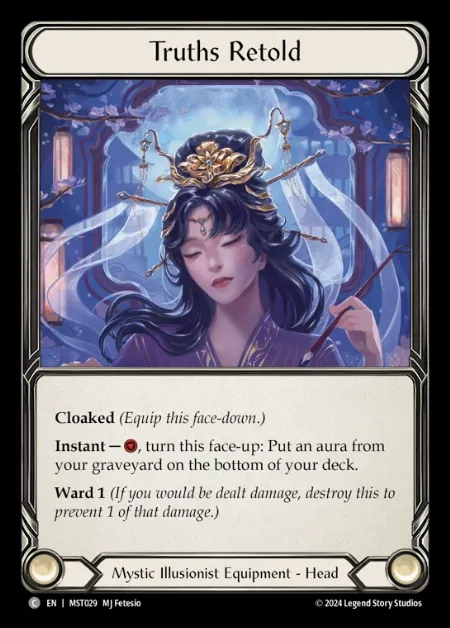 Truths Retold
Cloaked (Equip this face-down.)
Instant — , turn this face-up: Put an aura from
your graveyard on the bottom of your deck.
Ward 1 (If you would be dealt damage, destroy this to
prevent 1 of that damage.)
Mystic Illusionist Equipment - Head
C EN | MST029 MJ Fetesio © 2024 Legend Story Studios